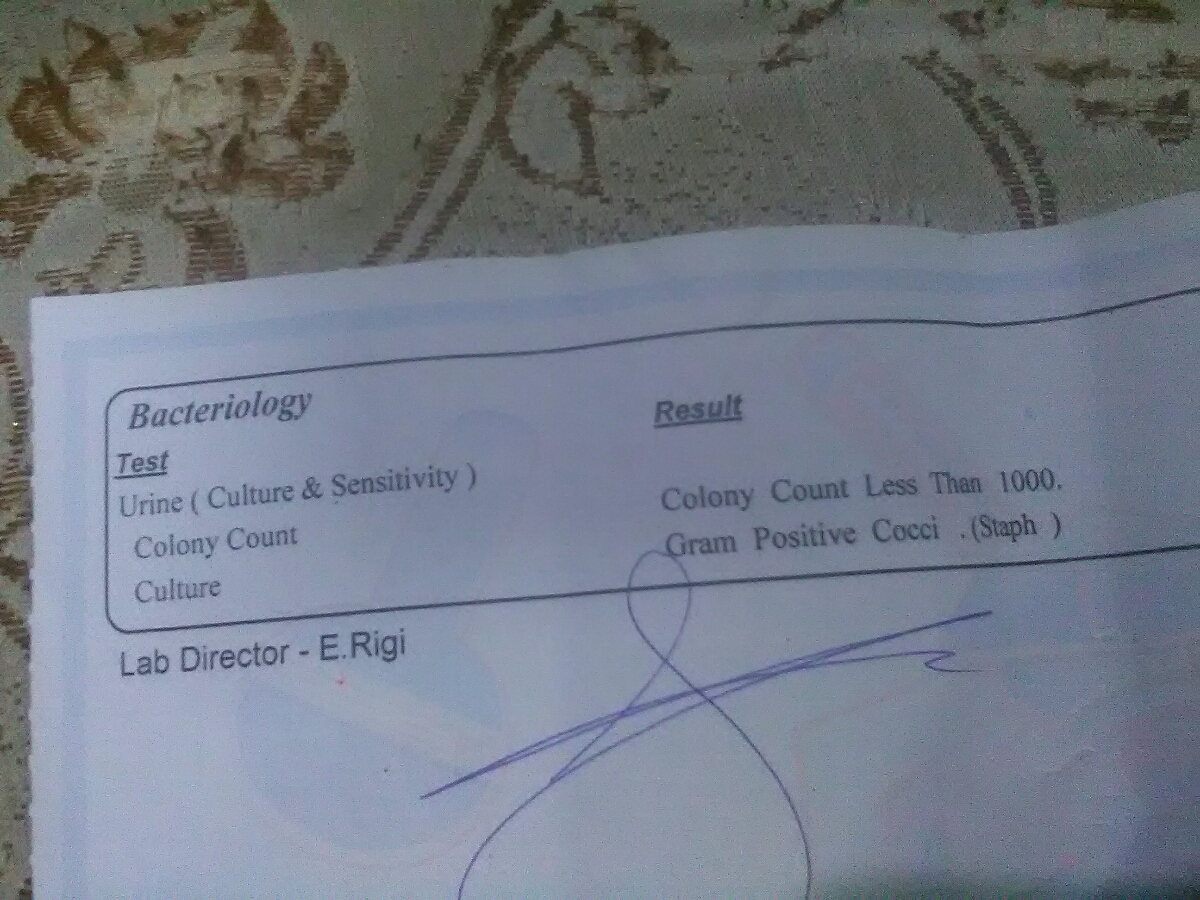 Bacteriology
Test Result
Urine ( Culture & Sensitivity )
Colony Count Colony Count Less Than 1000.
Culture Gram Positive Cocci .(Staph )
Lab Director - E.Rigi